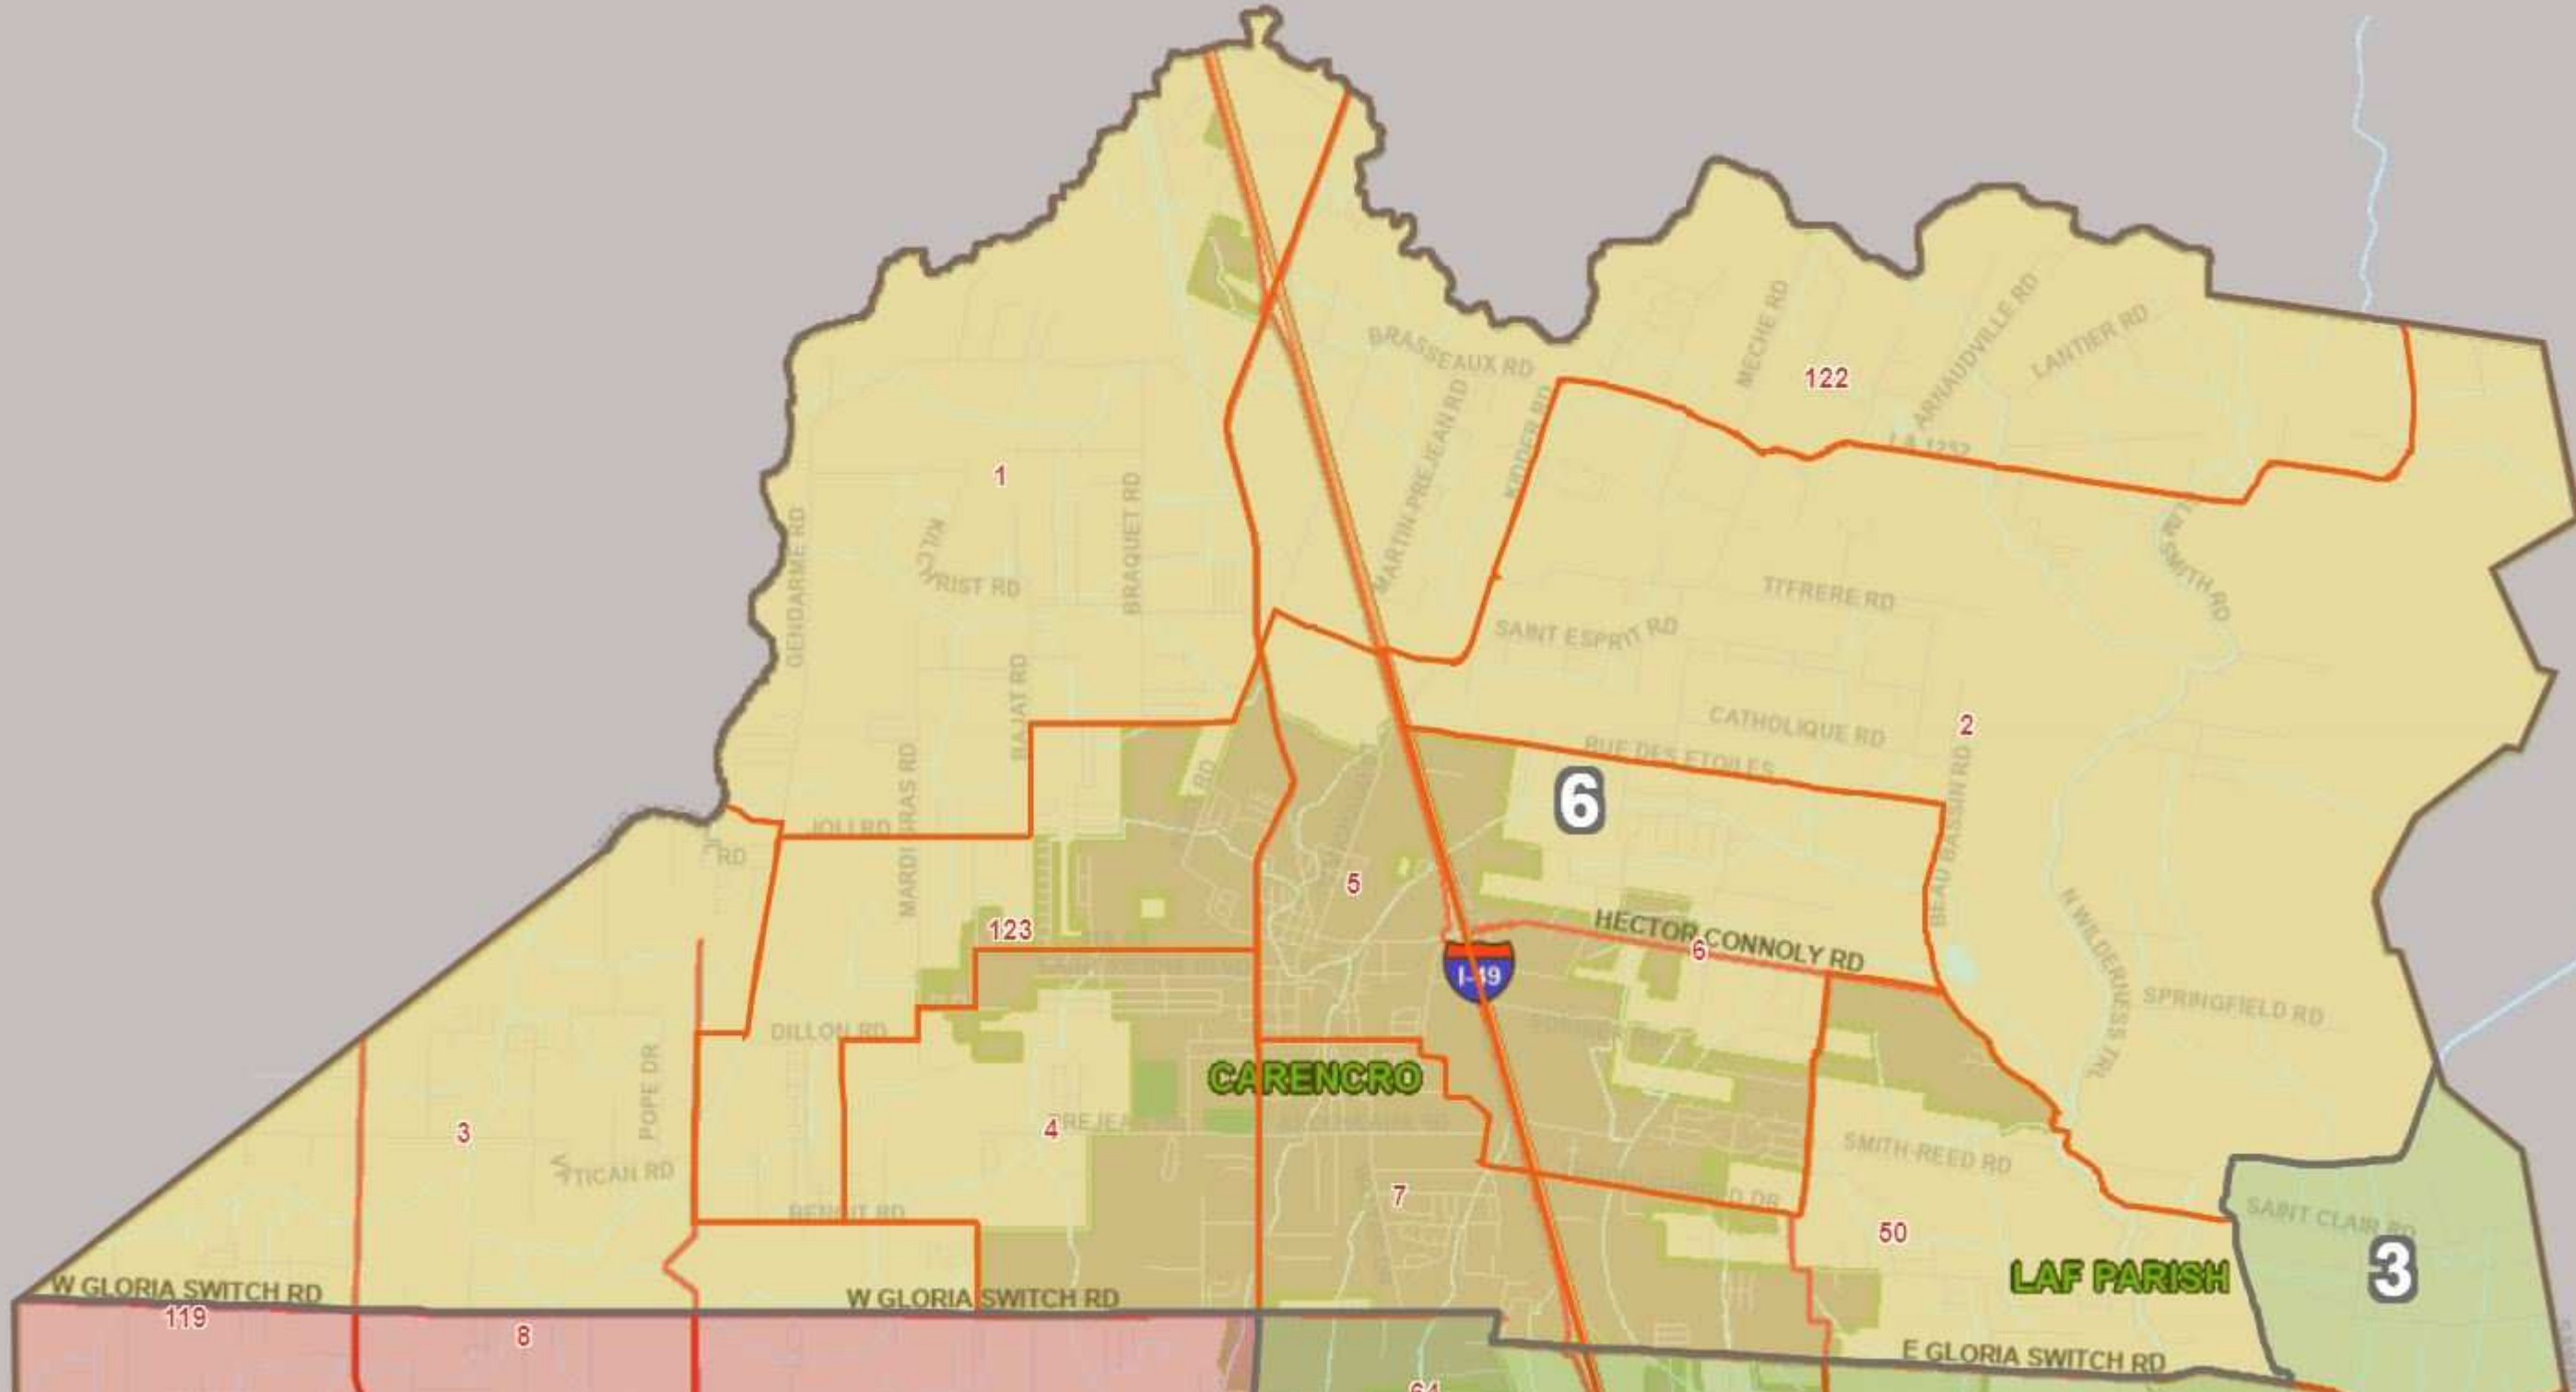 BRASSEAUX RD
MECHE RD
ARNAUDVILLE RD
LANTIER RD
122
MARTIN PREJEAN RD
KIDDER RD
LA 1252
1
BRAQUET RD
GENDARME RD
SMITH RD
TITFRERE RD
SAINT ESPRIT RD
RAJAT RD
CATHOLIQUE RD
2
RUE DES ETOILES
MARDI GRAS RD
RD
6
JOLI RD
RD
BEAU BASSIN RD
5
N WILDERNESS TRL
HECTOR CONNOLY RD
123
6
I-49
SPRINGFIELD RD
DILLON RD
POPE DR
CARENCRO
3
4
SMITH-REED RD
VATICAN RD
7
D DR
BENOIT RD
50
SAINT CLAIR RD
LAF PARISH
3
W GLORIA SWITCH RD
W GLORIA SWITCH RD
119
8
E GLORIA SWITCH RD